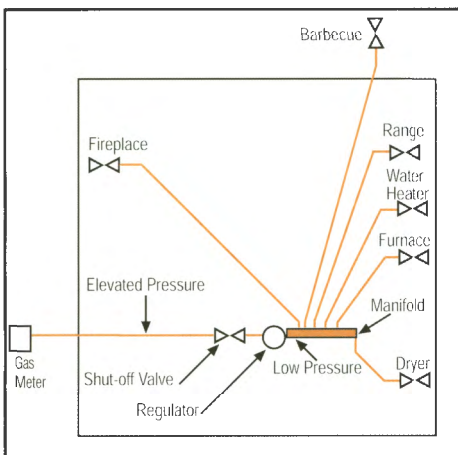 Barbecue
Fireplace
Range
Water
Heater
Furnace
Elevated Pressure
Manifold
Gas
Meter
Shut-off Valve
Low Pressure
Dryer
Regulator